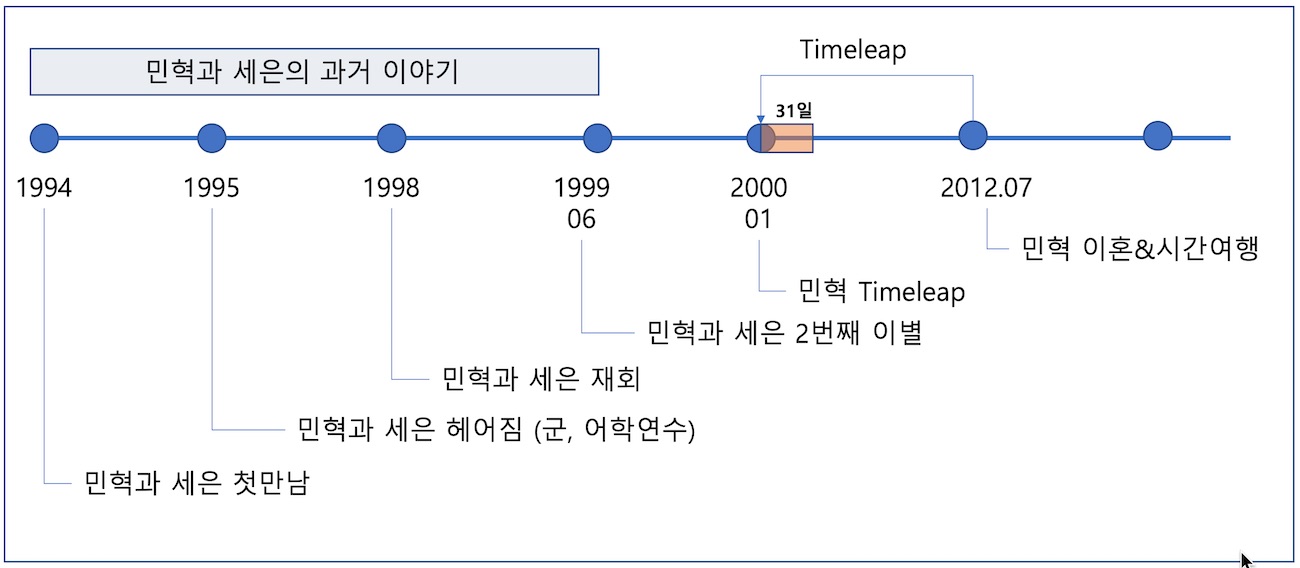 Timeleap
민혁과 세은의 과거 이야기
31일
1994
1995
1998
1999
06
2000
01
2012.07
민혁 이혼&시간여행
민혁 Timeleap
민혁과 세은 2번째 이별
민혁과 세은 재회
민혁과 세은 헤어짐 (군, 어학연수)
민혁과 세은 첫만남